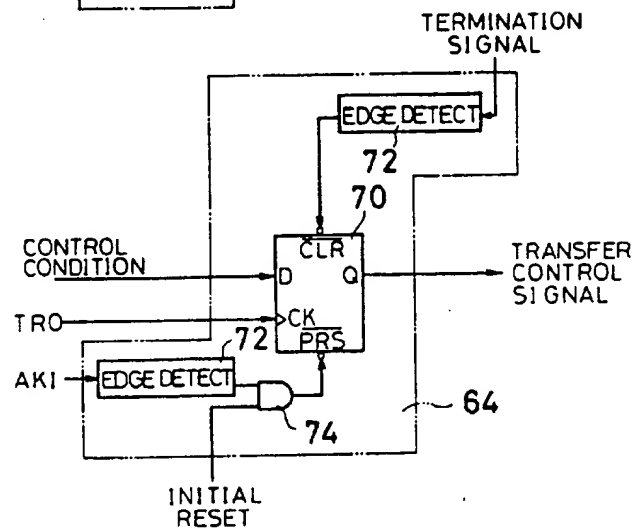 TERMINATION
SIGNAL
EDGE DETECT
72
70
CLR
CONTROL
CONDITION
D
Q
TRANSFER
CONTROL
SIGNAL
TRO
CK
72
PRS
AKI
EDGE DETECT
64
74
INITIAL
RESET